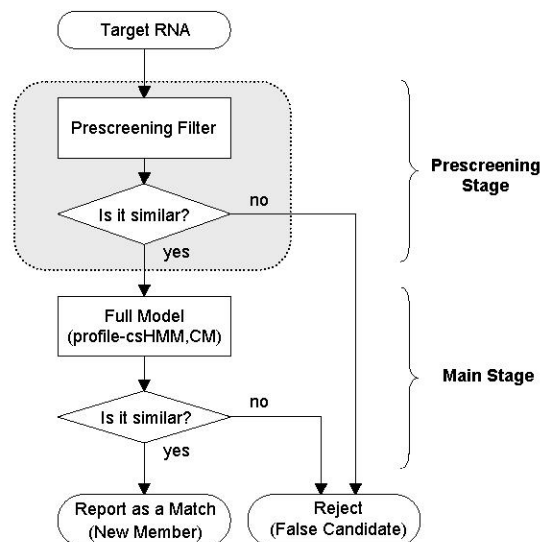 Target RNA
Prescreening Filter
Prescreening
Stage
Is it similar?
no
yes
Full Model
(profile-csHMM,CM)
Main Stage
Is it similar?
no
yes
Report as a Match
(New Member)
Reject
(False Candidate)